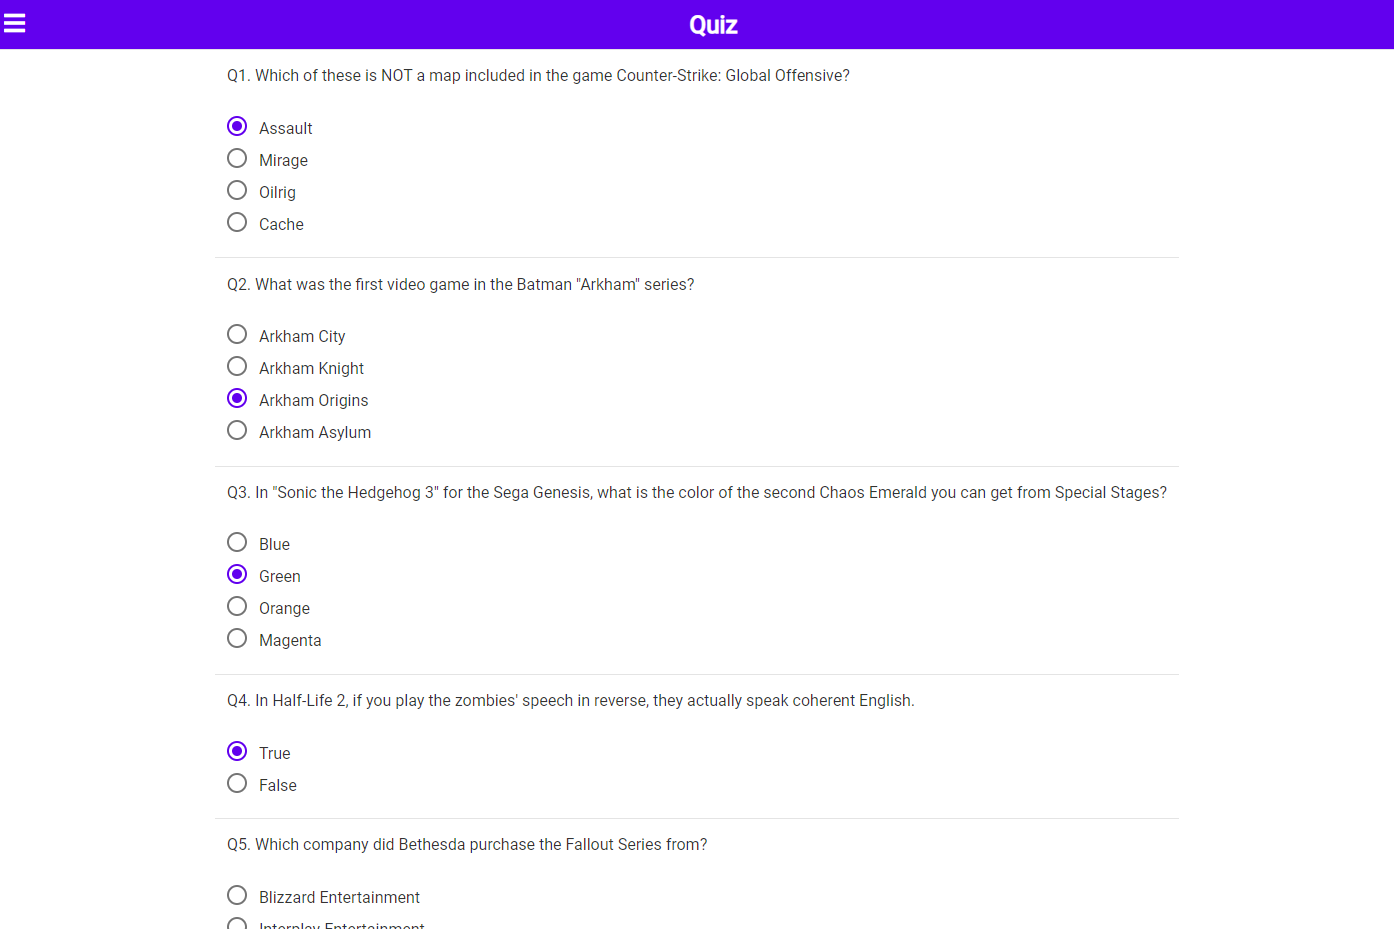 Quiz
Q1. Which of these is NOT a map included in the game Counter-Strike: Global Offensive?
Assault
Mirage
Oilrig
Cache
Q2. What was the first video game in the Batman "Arkham" series?
Arkham City
Arkham Knight
Arkham Origins
Arkham Asylum
Q3. In "Sonic the Hedgehog 3" for the Sega Genesis, what is the color of the second Chaos Emerald you can get from Special Stages?
Blue
Green
Orange
Magenta
Q4. In Half-Life 2, if you play the zombies' speech in reverse, they actually speak coherent English.
True
False
Q5. Which company did Bethesda purchase the Fallout Series from?
Blizzard Entertainment
Interplay Entertainment